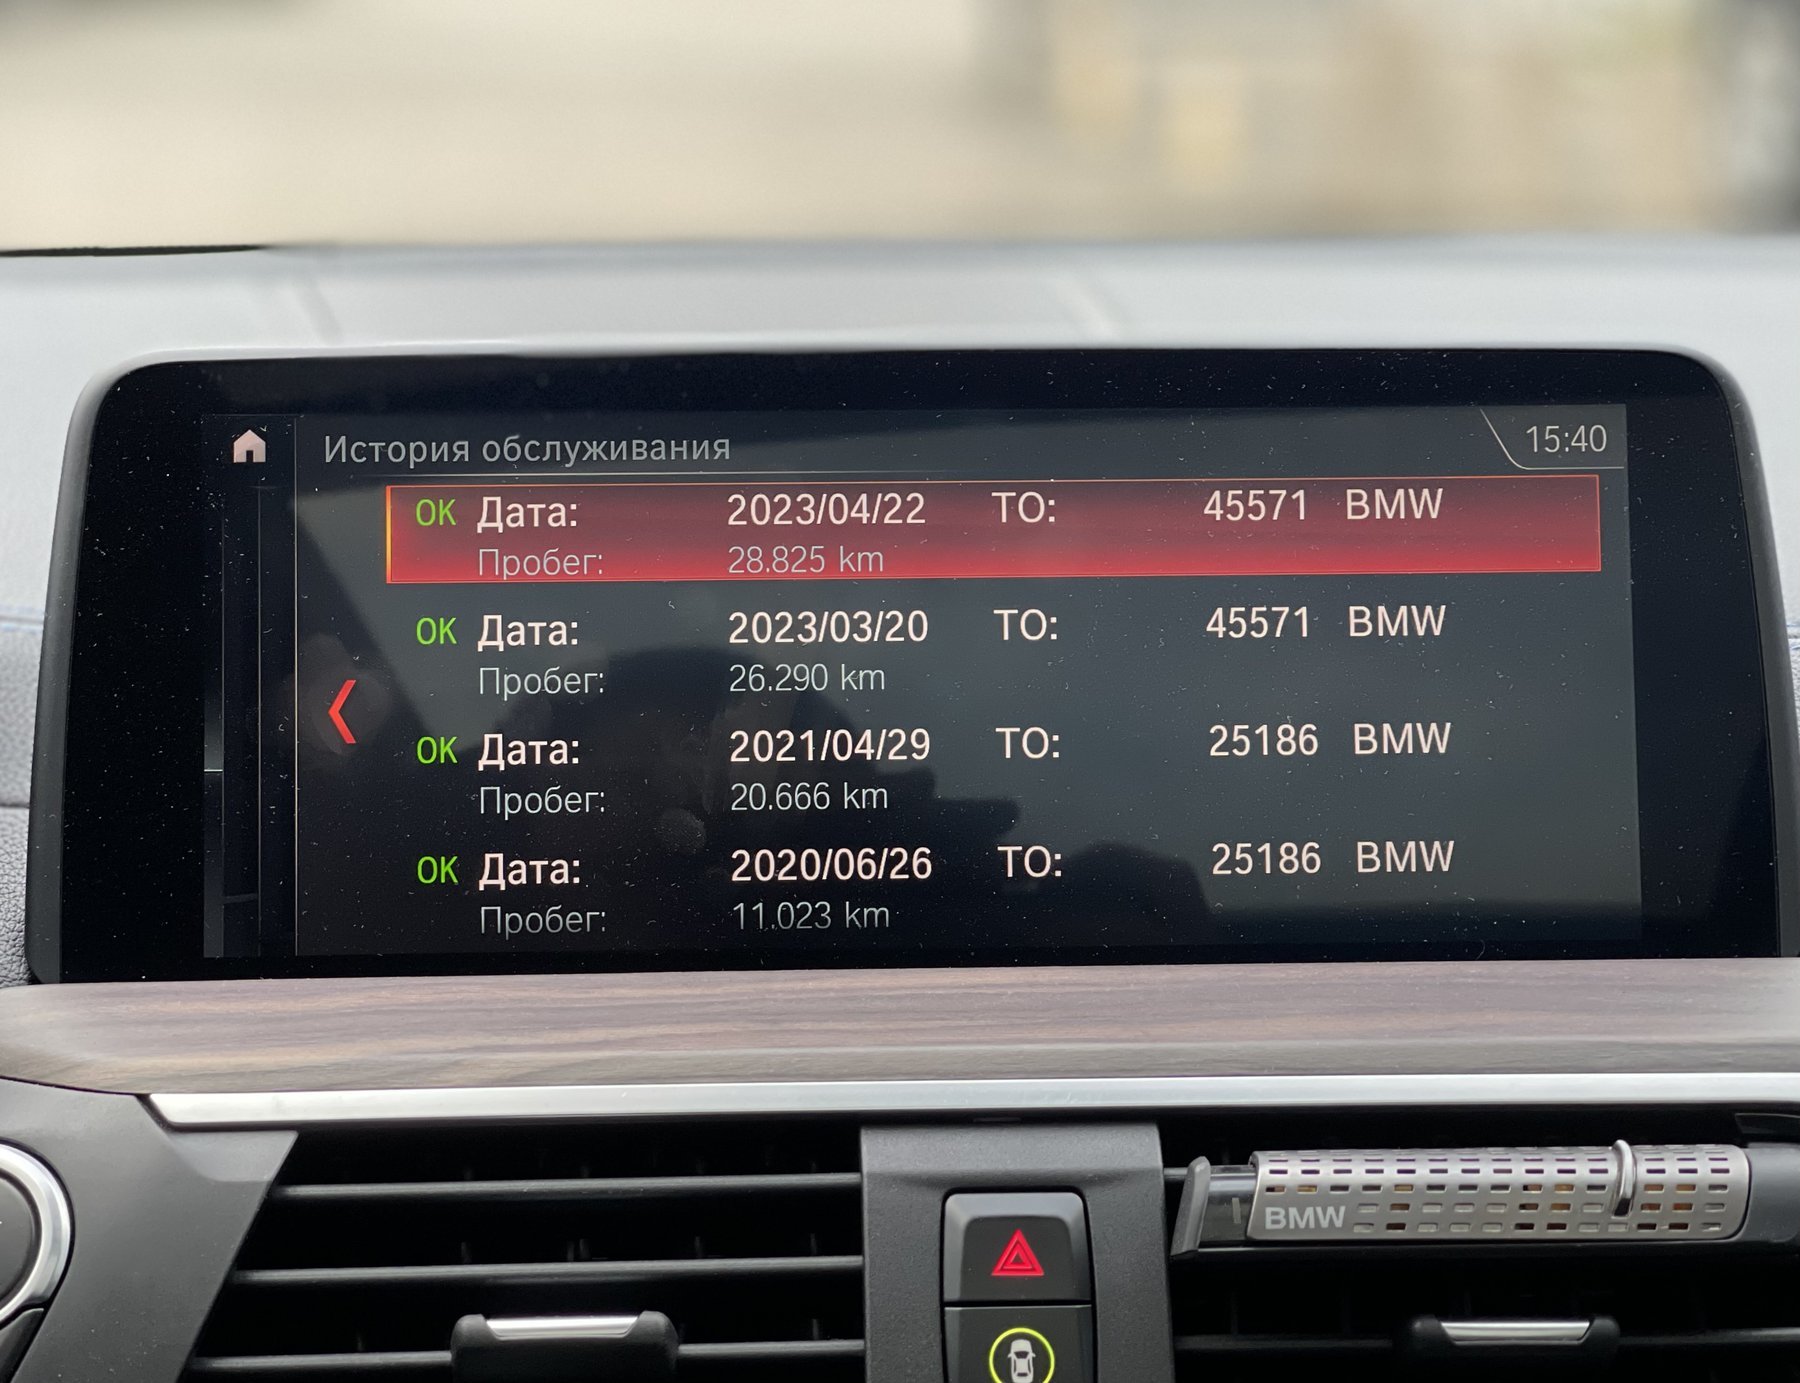 История обслуживания 15:40
OK Дата: 2023/04/22 ТО: 45571 BMW
Пробег: 28.825 km
OK Дата: 2023/03/20 ТО: 45571 BMW
Пробег: 26.290 km
OK Дата: 2021/04/29 ТО: 25186 BMW
Пробег: 20.666 km
OK Дата: 2020/06/26 ТО: 25186 BMW
Пробег: 11.023 km
BMW